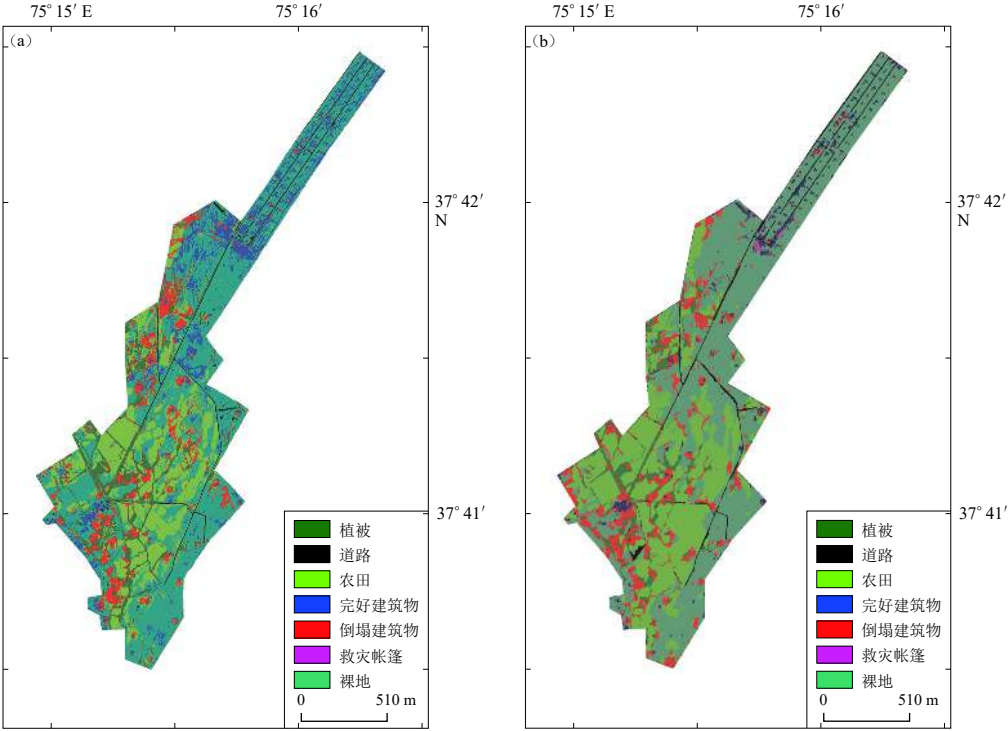 75° 15′ E
75° 16′
75° 15′ E
75° 16′
(a)
(b)
37° 42′
N
37° 42′
N
37° 41′
37° 41′
植被
道路
农田
完好建筑物
倒塌建筑物
救灾帐篷
裸地
0
510 m
植被
道路
农田
完好建筑物
倒塌建筑物
救灾帐篷
裸地
0
510 m